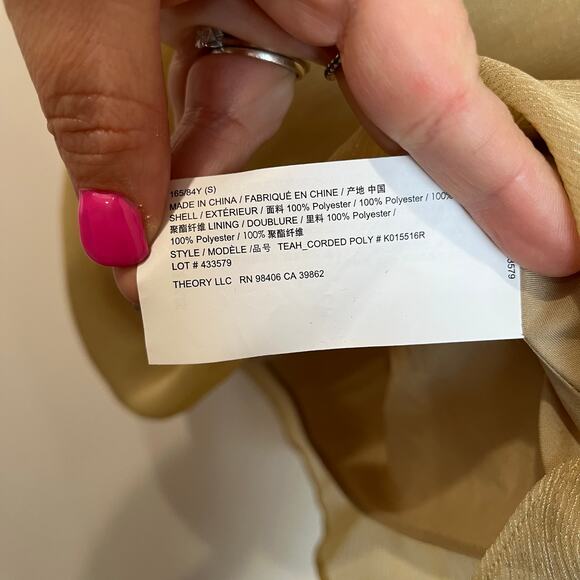 165/84Y (S)
MADE IN CHINA / FABRIQUÉ EN CHINE / 产地 中国
SHELL / EXTÉRIEUR / 面料 100% Polyester / 100% Polyester / 100%
聚酯纤维 LINING / DOUBLURE / 里料 100% Polyester /
100% Polyester / 100% 聚酯纤维
STYLE / MODÈLE /品号 TEAH_CORDED POLY # K015516R
LOT # 433579
THEORY LLC RN 98406 CA 39862
3579